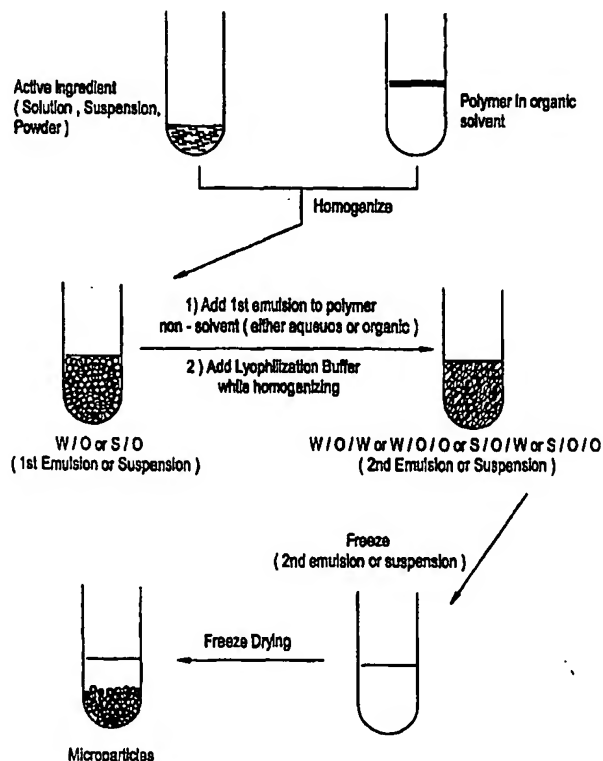 Active Ingredient
( Solution , Suspension,
Powder )
Polymer in organic
solvent
Homogenize
1) Add 1st emulsion to polymer
non - solvent ( either aqueuos or organic )
2 ) Add Lyophilization Buffer
while homogenizing
W / O or S / O
( 1st Emulsion or Suspension )
W / O / W or W / O / O or S / O / W or S / O / O
( 2nd Emulsion or Suspension )
Freeze
( 2nd emulsion or suspension )
Freeze Drying
Microparticles